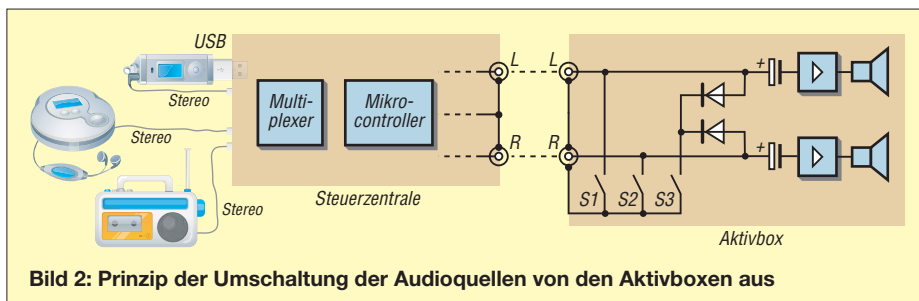 USB
Stereo
Stereo
Stereo
Multi-
plexer
Mikro-
controller
L
R
Steuerzentrale
L
R
S1 S2 S3
+
+
Aktivbox
Bild 2: Prinzip der Umschaltung der Audioquellen von den Aktivboxen aus